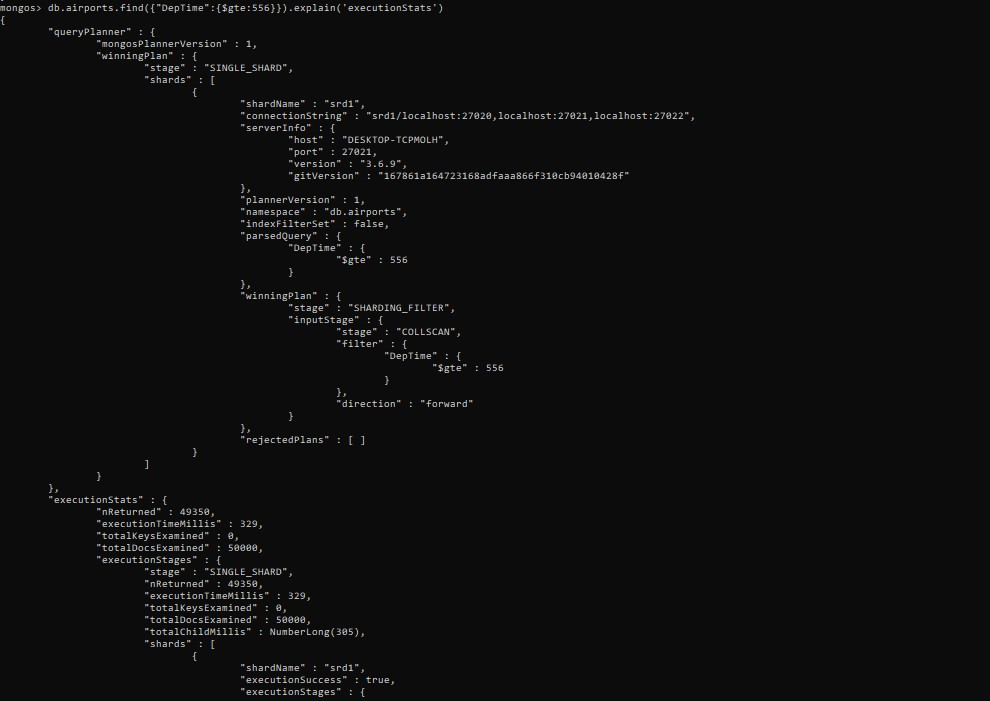 mongos> db.airports.find({"DepTime":{$gte:556}}).explain('executionStats')
{
"queryPlanner" : {
"mongosPlannerVersion" : 1,
"winningPlan" : {
"stage" : "SINGLE_SHARD",
"shards" : [
{
"shardName" : "srd1",
"connectionString" : "srd1/localhost:27020,localhost:27021,localhost:27022",
"serverInfo" : {
"host" : "DESKTOP-TCPMOLH",
"port" : 27021,
"version" : "3.6.9",
"gitVersion" : "167861a164723168adfaaa866f310cb94010428f"
},
"plannerVersion" : 1,
"namespace" : "db.airports",
"indexFilterSet" : false,
"parsedQuery" : {
"DepTime" : {
"$gte" : 556
}
},
"winningPlan" : {
"stage" : "SHARDING_FILTER",
"inputStage" : {
"stage" : "COLLSCAN",
"filter" : {
"DepTime" : {
"$gte" : 556
}
},
"direction" : "forward"
}
},
"rejectedPlans" : [ ]
}
]
}
},
"executionStats" : {
"nReturned" : 49350,
"executionTimeMillis" : 329,
"totalKeysExamined" : 0,
"totalDocsExamined" : 50000,
"executionStages" : {
"stage" : "SINGLE_SHARD",
"nReturned" : 49350,
"executionTimeMillis" : 329,
"totalKeysExamined" : 0,
"totalDocsExamined" : 50000,
"totalChildMillis" : NumberLong(305),
"shards" : [
{
"shardName" : "srd1",
"executionSuccess" : true,
"executionStages" : {